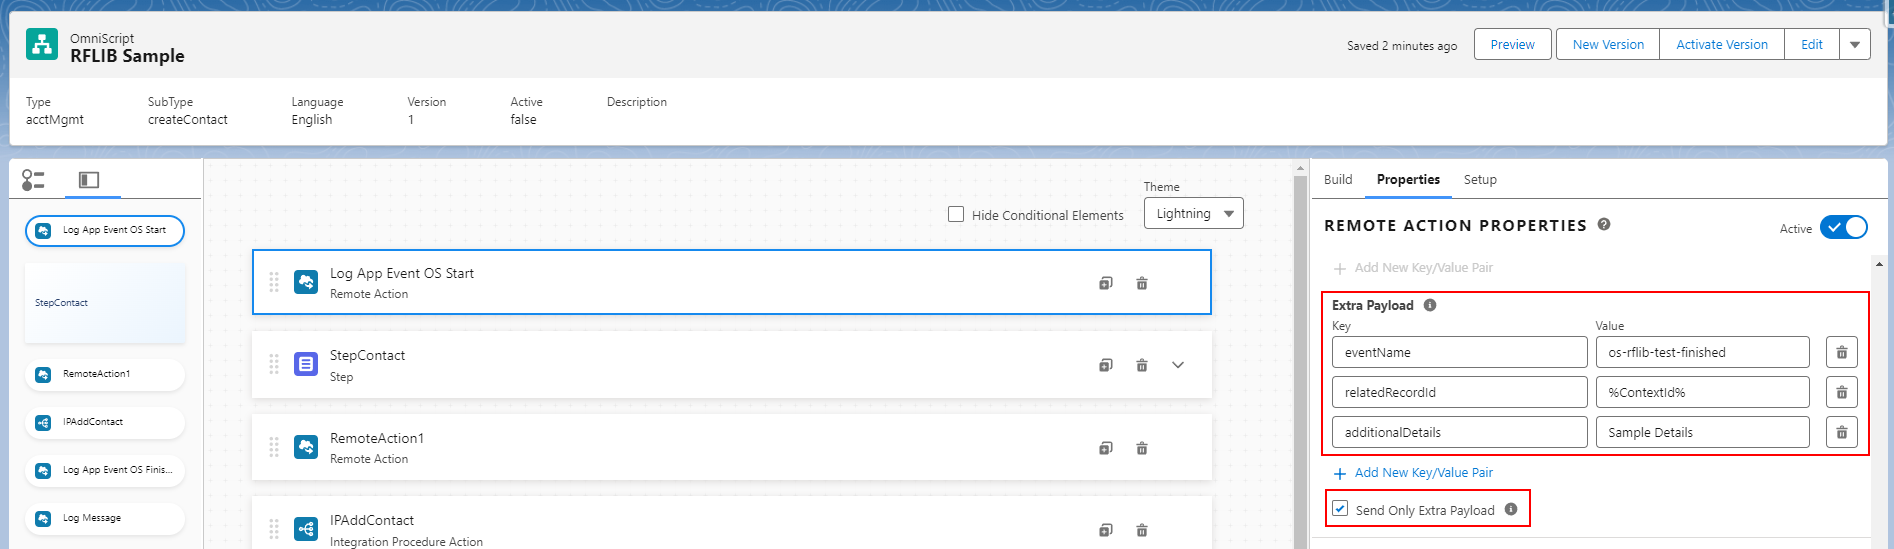 OmniScript
RFLIB Sample
Saved 2 minutes ago
Preview
New Version
Activate Version
Edit
Type
SubType
Language
Version
Active
Description
acctMgmt
createContact
English
1
false
Log App Event OS Start
StepContact
RemoteAction1
IPAddContact
Log App Event OS Finis...
Log Message
Theme
Hide Conditional Elements
Lightning
Log App Event OS Start
Remote Action
StepContact
Step
RemoteAction1
Remote Action
IPAddContact
Integration Procedure Action
Build
Properties
Setup
REMOTE ACTION PROPERTIES
Active
Add New Key/Value Pair
Extra Payload
Key
Value
eventName
os-rflib-test-finished
relatedRecordId
%ContextId%
additionalDetails
Sample Details
Add New Key/Value Pair
Send Only Extra Payload